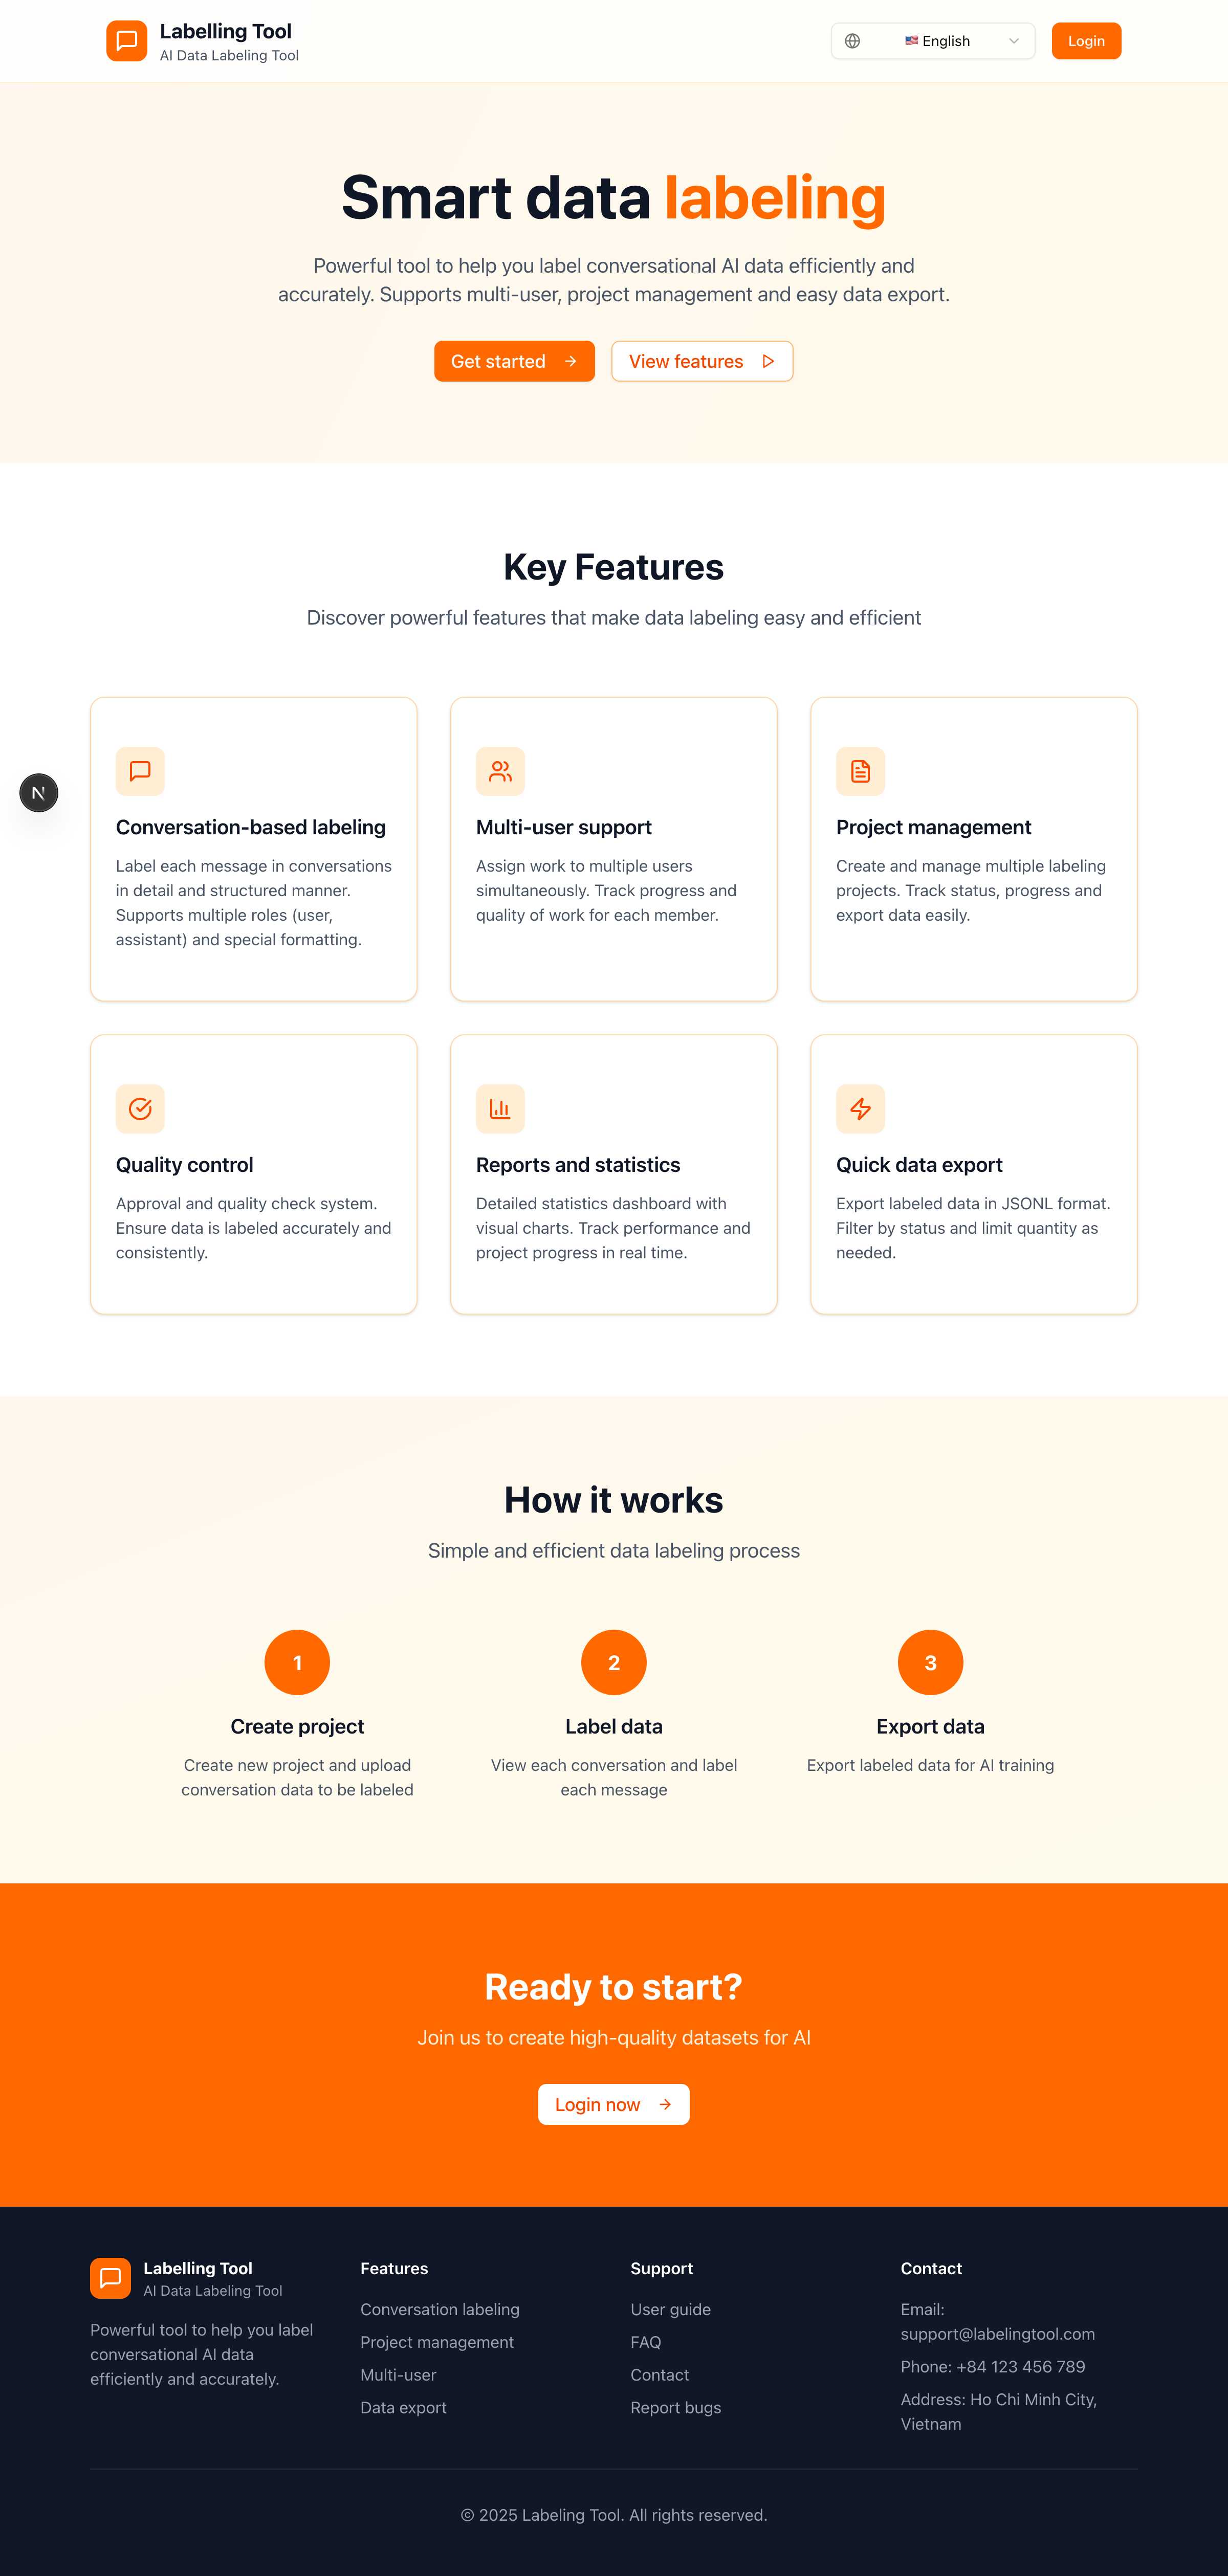 Labelling Tool
AI Data Labeling Tool
English
Login
Smart data labeling
Powerful tool to help you label conversational AI data efficiently and
accurately. Supports multi-user, project management and easy data export.
Get started
View features
Key Features
Discover powerful features that make data labeling easy and efficient
Conversation-based labeling
Label each message in conversations
in detail and structured manner.
Supports multiple roles (user,
assistant) and special formatting.
Multi-user support
Assign work to multiple users
simultaneously. Track progress and
quality of work for each member.
Project management
Create and manage multiple labeling
projects. Track status, progress and
export data easily.
N
Quality control
Approval and quality check system.
Ensure data is labeled accurately and
consistently.
Reports and statistics
Detailed statistics dashboard with
visual charts. Track performance and
project progress in real time.
Quick data export
Export labeled data in JSONL format.
Filter by status and limit quantity as
needed.
How it works
Simple and efficient data labeling process
1
Create project
Create new project and upload
conversation data to be labeled
2
Label data
View each conversation and label
each message
3
Export data
Export labeled data for AI training
Ready to start?
Join us to create high-quality datasets for AI
Login now
Labelling Tool
AI Data Labeling Tool
Powerful tool to help you label
conversational AI data
efficiently and accurately.
Features
Conversation labeling
Project management
Multi-user
Data export
Support
User guide
FAQ
Contact
Report bugs
Contact
Email:
support@labelingtool.com
Phone: +84 123 456 789
Address: Ho Chi Minh City,
Vietnam
© 2025 Labeling Tool. All rights reserved.